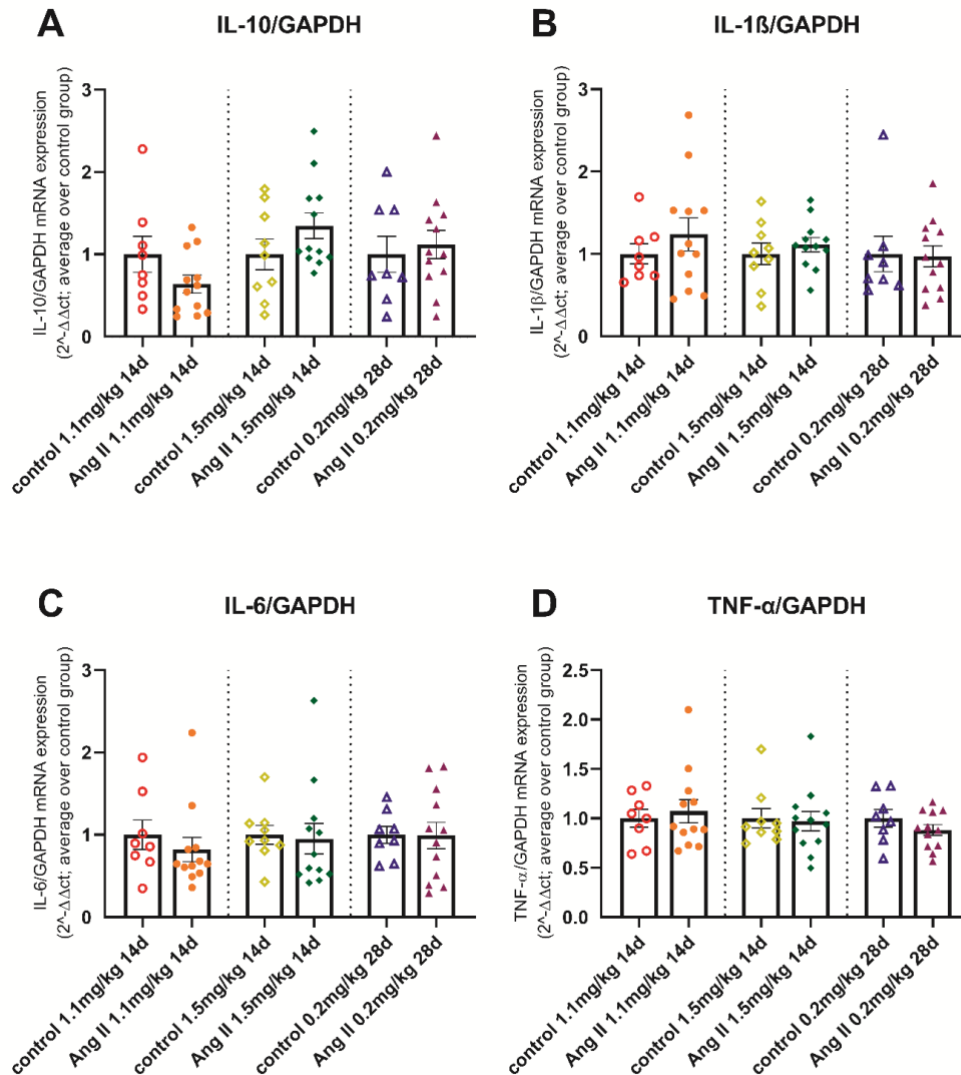 A
IL-10/GAPDH
IL-10/GAPDH mRNA expression
(2^-ΔΔct; average over control group)
3
2
1
0
control 1.1mg/kg 14d
Ang II 1.1mg/kg 14d
control 1.5mg/kg 14d
Ang II 1.5mg/kg 14d
control 0.2mg/kg 28d
Ang II 0.2mg/kg 28d
B
IL-1ß/GAPDH
IL-1β/GAPDH mRNA expression
(2^-ΔΔct; average over control group)
3
2
1
0
control 1.1mg/kg 14d
Ang II 1.1mg/kg 14d
control 1.5mg/kg 14d
Ang II 1.5mg/kg 14d
control 0.2mg/kg 28d
Ang II 0.2mg/kg 28d
C
IL-6/GAPDH
IL-6/GAPDH mRNA expression
(2^-ΔΔct; average over control group)
3
2
1
0
control 1.1mg/kg 14d
Ang II 1.1mg/kg 14d
control 1.5mg/kg 14d
Ang II 1.5mg/kg 14d
control 0.2mg/kg 28d
Ang II 0.2mg/kg 28d
D
TNF-α/GAPDH
TNF-α/GAPDH mRNA expression
(2^-ΔΔct; average over control group)
2.5
2.0
1.5
1.0
0.5
0.0
control 1.1mg/kg 14d
Ang II 1.1mg/kg 14d
control 1.5mg/kg 14d
Ang II 1.5mg/kg 14d
control 0.2mg/kg 28d
Ang II 0.2mg/kg 28d